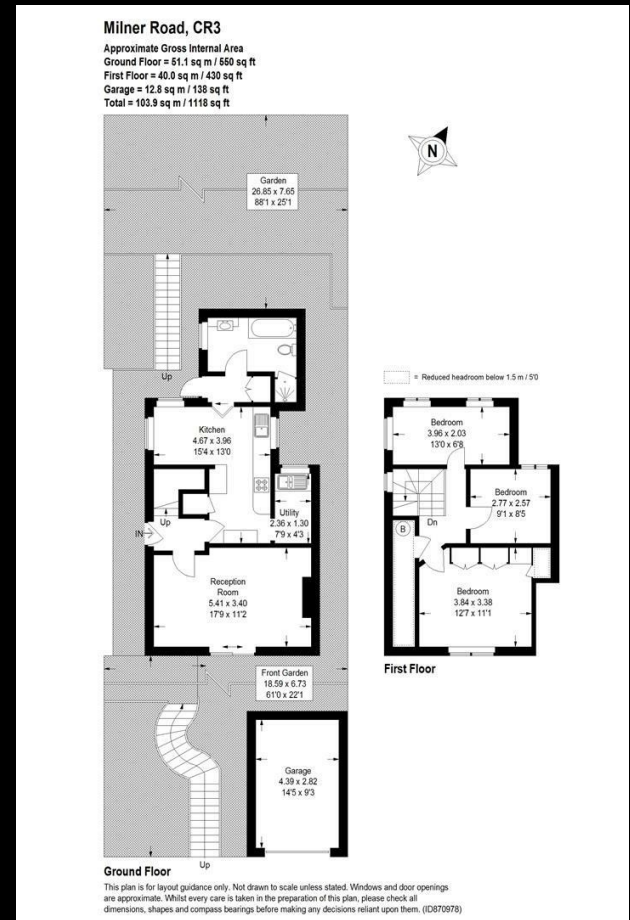 Milner Road, CR3
Approximate Gross Internal Area
Ground Floor = 51.1 sq m / 550 sq ft
First Floor = 40.0 sq m / 430 sq ft
Garage = 12.8 sq m / 138 sq ft
Total = 103.9 sq m / 1118 sq ft
N
Garden
26.85 x 7.65
88'1 x 25'1
Up
= Reduced headroom below 1.5 m / 5'0
Kitchen
4.67 x 3.96
15'4 x 13'0
Utility
2.36 x 1.30
7'9 x 4'3
Up
IN
Reception
Room
5.41 x 3.40
17'9 x 11'2
Bedroom
3.96 x 2.03
13'0 x 6'8
Bedroom
2.77 x 2.57
9'1 x 8'5
Dn
B
Bedroom
3.84 x 3.38
12'7 x 11'1
First Floor
Front Garden
18.59 x 6.73
61'0 x 22'1
Garage
4.39 x 2.82
14'5 x 9'3
Up
Ground Floor
This plan is for layout guidance only. Not drawn to scale unless stated. Windows and door openings
are approximate. Whilst every care is taken in the preparation of this plan, please check all
dimensions, shapes and compass bearings before making any decisions reliant upon them. (ID870978)